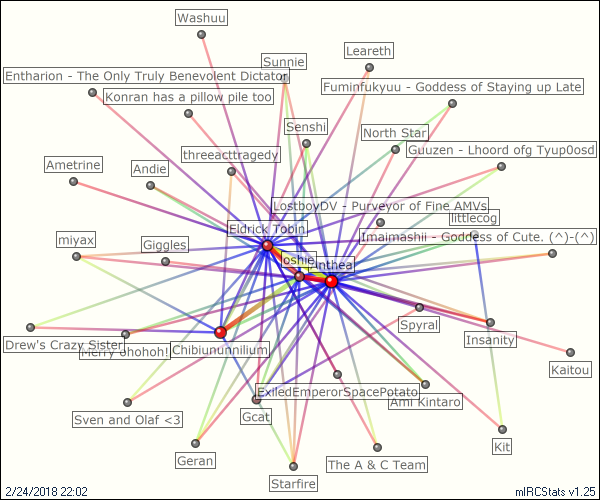 Washuu
Leareth
Sunnie
Entharion - The Only Truly Benevolent Dictator
Fuminfukyuu - Goddess of Staying up Late
Konran has a pillow pile too
Senshi
North Star
Guuzen - Lhoord ofg Tyup0osd
threeacttragedy
Ametrine
Andie
LostboyDV - Purveyor of Fine AMVs
littlecog
Eldrick Tobin
miyax
Giggles
Imaimashii - Goddess of Cute. (^)-(^)
Joshie
Spyral
Insanity
Drew's Crazy Sister
Merry ohohoh!
Chibiununnilium
Kaitou
ExiledEmperorSpacePotato
Ami Kintaro
Sven and Olaf <3
Gcat
Kit
Geran
The A & C Team
Starfire
2/24/2018 22:02
mIRCStats v1.25